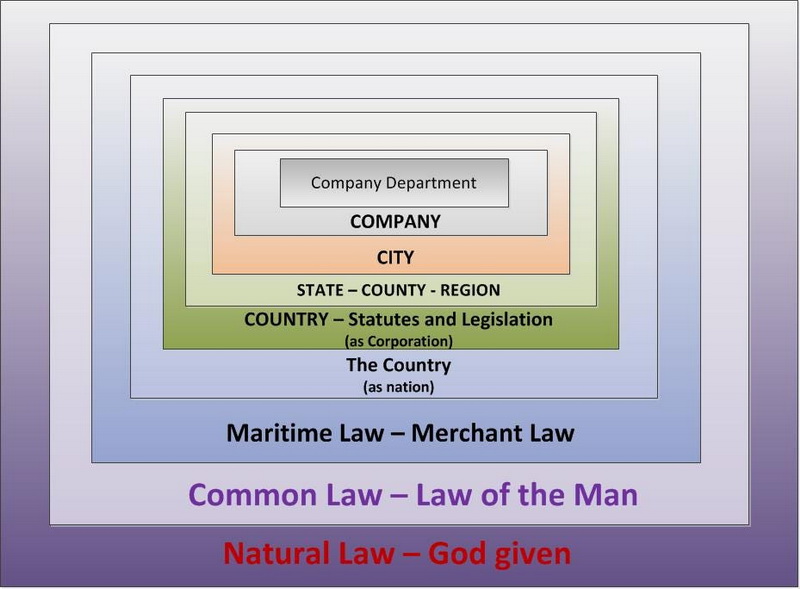 Company Department
COMPANY
CITY
STATE – COUNTY - REGION
COUNTRY – Statutes and Legislation
(as Corporation)
The Country
(as nation)
Maritime Law – Merchant Law
Common Law – Law of the Man
Natural Law – God given